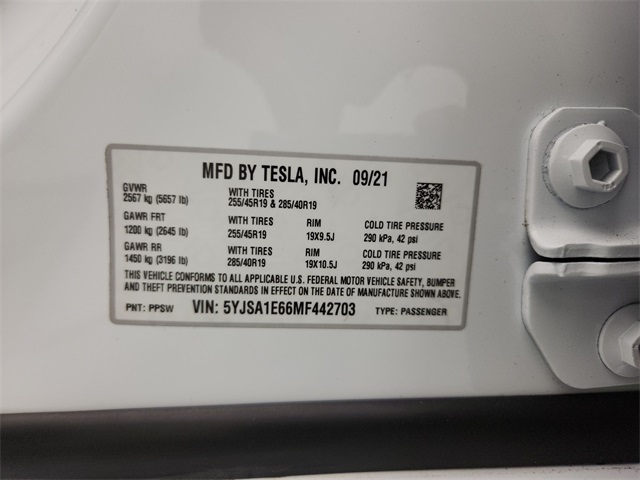 MFD BY TESLA, INC. 09/21
GVWR
2567 kg (5657 lb)
WITH TIRES
255/45R19 & 285/40R19
GAWR FRT
1200 kg (2645 lb)
WITH TIRES
255/45R19
RIM
19X9.5J
COLD TIRE PRESSURE
290 kPa, 42 psi
GAWR RR
1450 kg (3196 lb)
WITH TIRES
285/40R19
RIM
19X10.5J
COLD TIRE PRESSURE
290 kPa, 42 psi
THIS VEHICLE CONFORMS TO ALL APPLICABLE U.S. FEDERAL MOTOR VEHICLE SAFETY, BUMPER
AND THEFT PREVENTION STANDARDS IN EFFECT ON THE DATE OF MANUFACTURE SHOWN ABOVE.
PNT: PPSW VIN: 5YJSA1E66MF442703 TYPE: PASSENGER